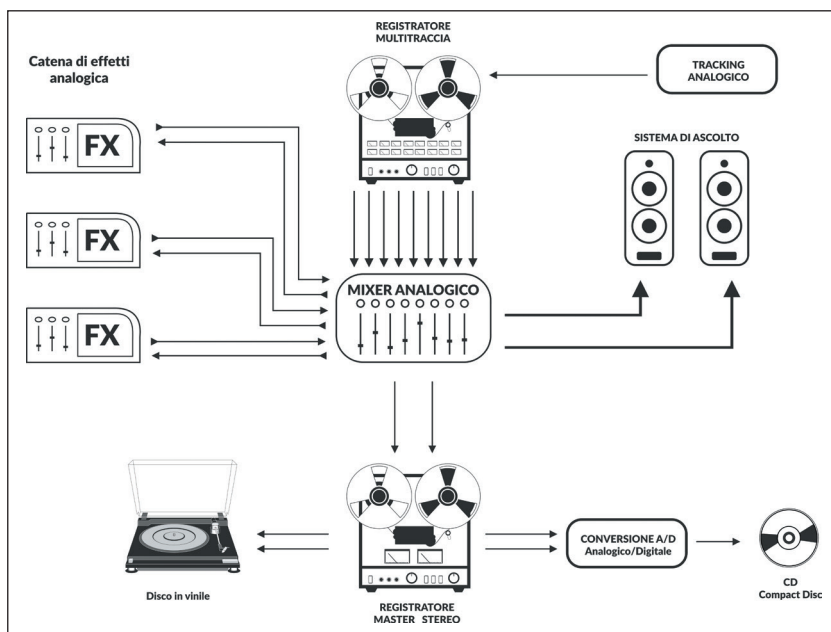 REGISTRATORE
MULTITRACCIA
Catena di effetti
analogica
TRACKING
ANALOGICO
SISTEMA DI ASCOLTO
FX
FX
FX
MIXER ANALOGICO
CONVERSIONE A/D
Analogico/Digitale
CD
Compact Disc
Disco in vinile
REGISTRATORE
MASTER STEREO